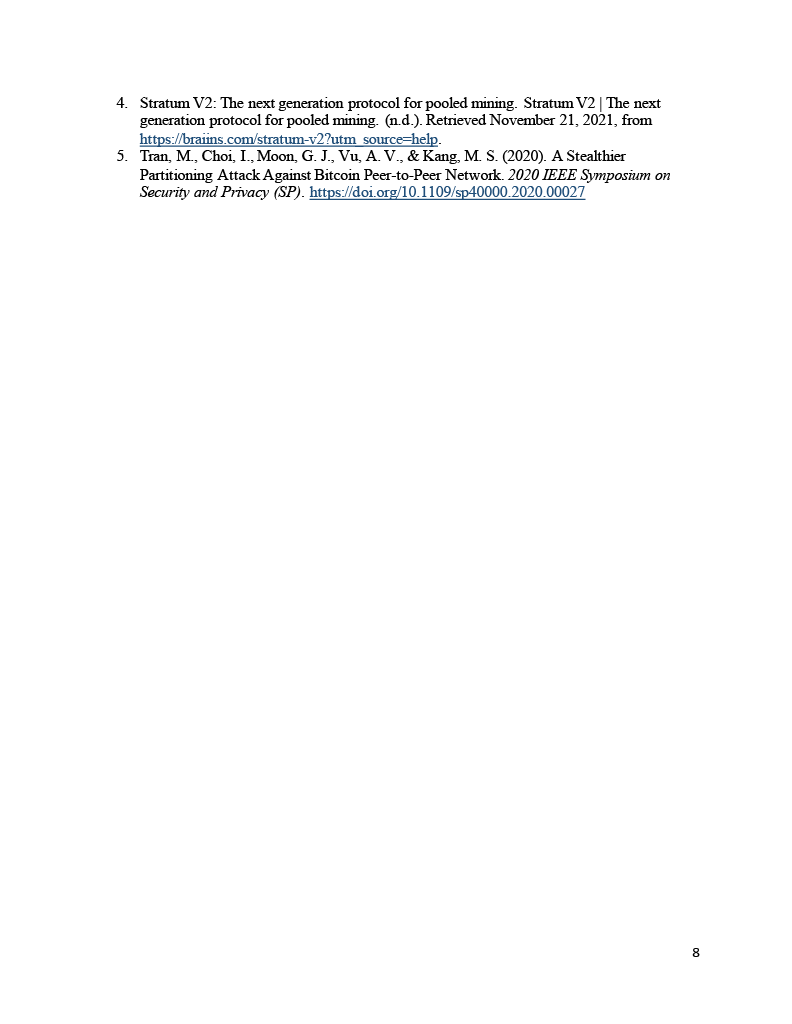 4. Stratum V2: The next generation protocol for pooled mining. Stratum V2 | The next
generation protocol for pooled mining. (n.d.). Retrieved November 21, 2021, from
https://braiins.com/stratum-v2?utm_source=help.
5. Tran, M., Choi, I., Moon, G. J., Vu, A. V., & Kang, M. S. (2020). A Stealthier
Partitioning Attack Against Bitcoin Peer-to-Peer Network. 2020 IEEE Symposium on
Security and Privacy (SP). https://doi.org/10.1109/sp40000.2020.00027
8